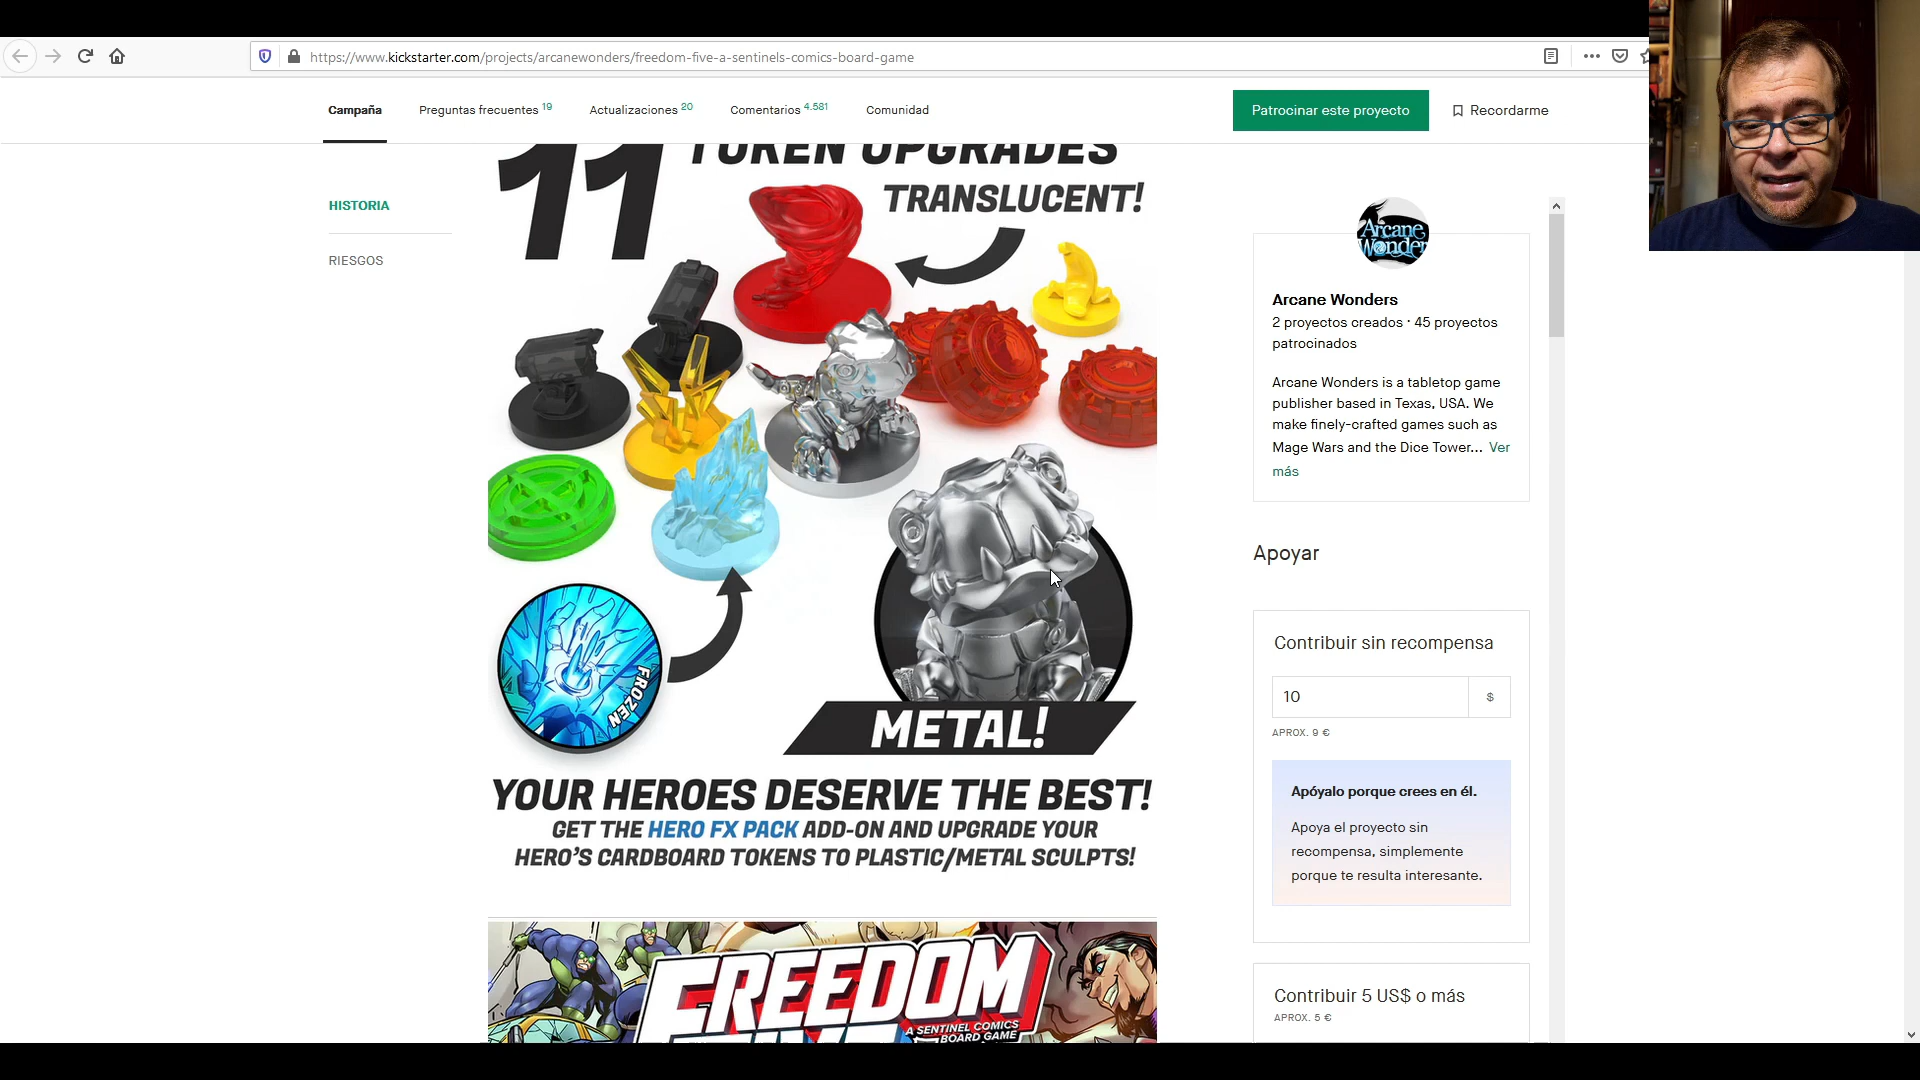 https://www.kickstarter.com/projects/arcanewonders/freedom-five-a-sentinels-comics-board-game
Campaña
Preguntas frecuentes 19
Actualizaciones 20
Comentarios 4.581
Comunidad
Patrocinar este proyecto
Recordarme
HISTORIA
RIESGOS
11 TOKEN UPGRADES
TRANSLUCENT!
FROZEN
METAL!
YOUR HEROES DESERVE THE BEST!
GET THE HERO FX PACK ADD-ON AND UPGRADE YOUR
HERO'S CARDBOARD TOKENS TO PLASTIC/METAL SCULPTS!
FREEDOM
FIVE
A SENTINEL COMICS
BOARD GAME
Arcane
Wonders
Arcane Wonders
2 proyectos creados · 45 proyectos
patrocinados
Arcane Wonders is a tabletop game
publisher based in Texas, USA. We
make finely-crafted games such as
Mage Wars and the Dice Tower... Ver
más
Apoyar
Contribuir sin recompensa
10 $
APROX. 9 €
Apóyalo porque crees en él.
Apoya el proyecto sin
recompensa, simplemente
porque te resulta interesante.
Contribuir 5 US$ o más
APROX. 5 €